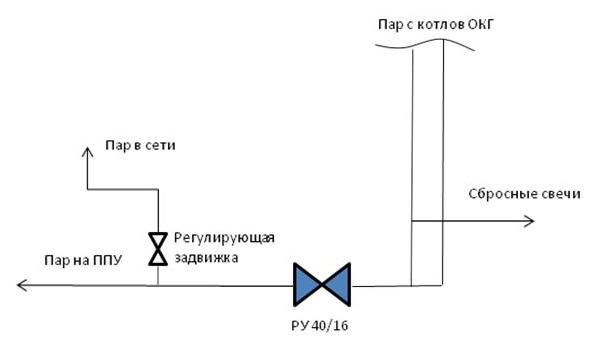 Пар с котлов ОКГ
Пар в сети
Сбросные свечи
Регулирующая
задвижка
Пар на ППУ
РУ 40/16